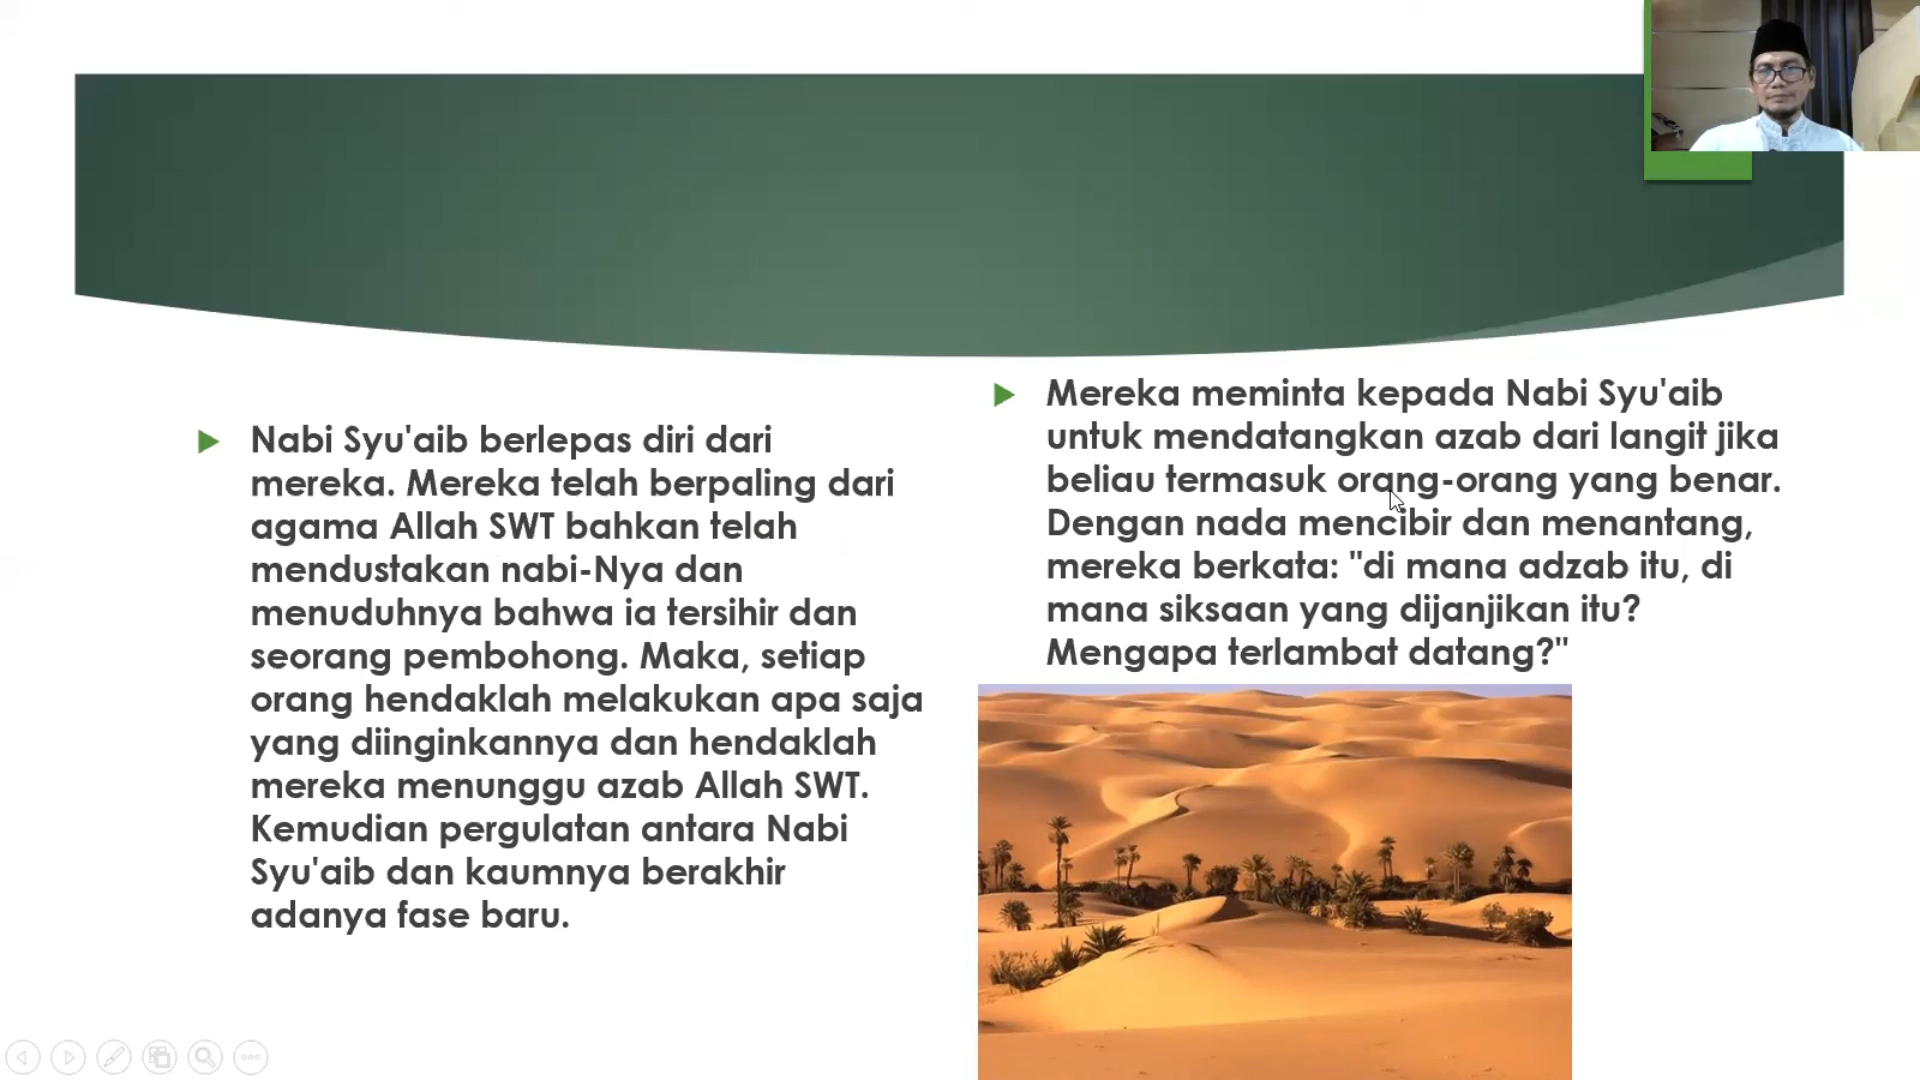 Nabi Syu'aib berlepas diri dari
mereka. Mereka telah berpaling dari
agama Allah SWT bahkan telah
mendustakan nabi-Nya dan
menuduhnya bahwa ia tersihir dan
seorang pembohong. Maka, setiap
orang hendaklah melakukan apa saja
yang diinginkannya dan hendaklah
mereka menunggu azab Allah SWT.
Kemudian pergulatan antara Nabi
Syu'aib dan kaumnya berakhir
adanya fase baru.
Mereka meminta kepada Nabi Syu'aib
untuk mendatangkan azab dari langit jika
beliau termasuk orang-orang yang benar.
Dengan nada mencibir dan menantang,
mereka berkata: "di mana adzab itu, di
mana siksaan yang dijanjikan itu?
Mengapa terlambat datang?"